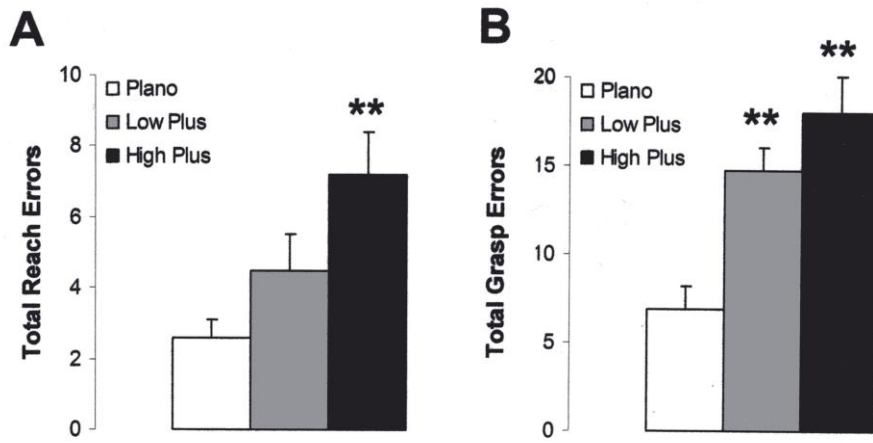 A
Total Reach Errors
10
8
6
4
2
0
Plano
Low Plus
High Plus
**
B
Total Grasp Errors
20
15
10
5
0
Plano
Low Plus
High Plus
**
**